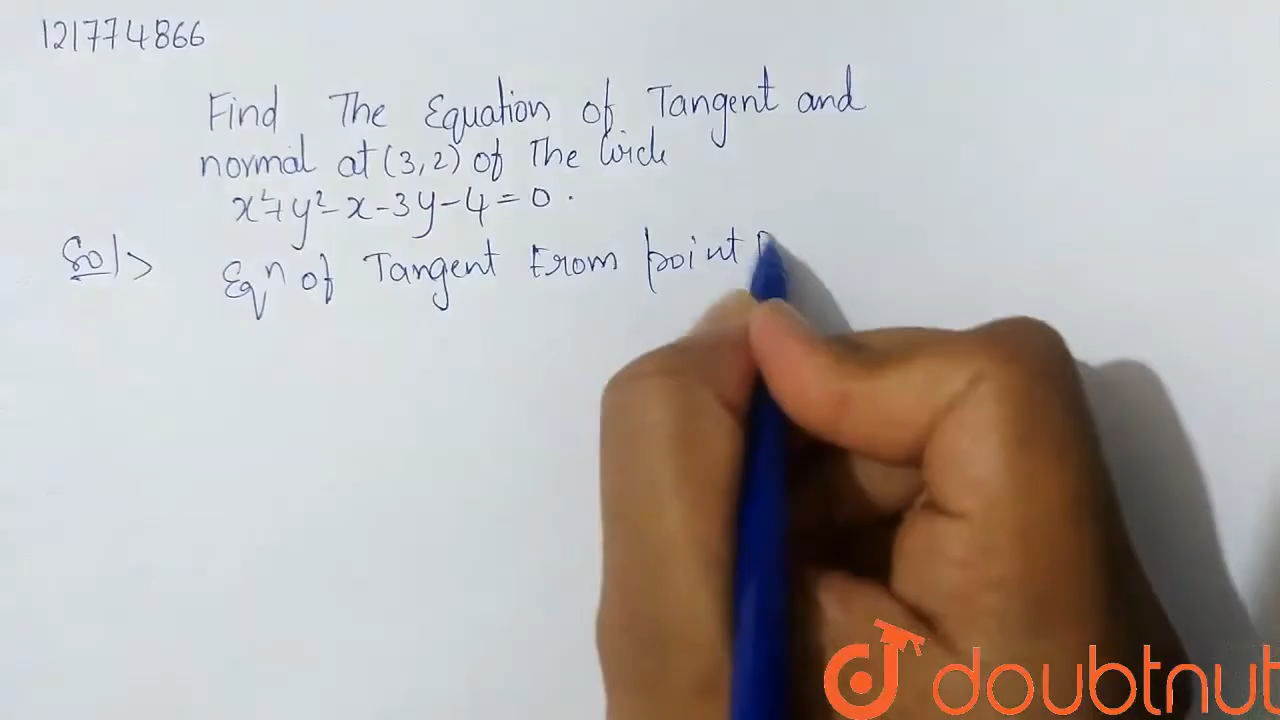 121774866
Find The Equation of Tangent and
normal at (3,2) of The Circle
x²+y²-x-3y-4=0.
Sol> Eqⁿ of Tangent From point P
doubtnut